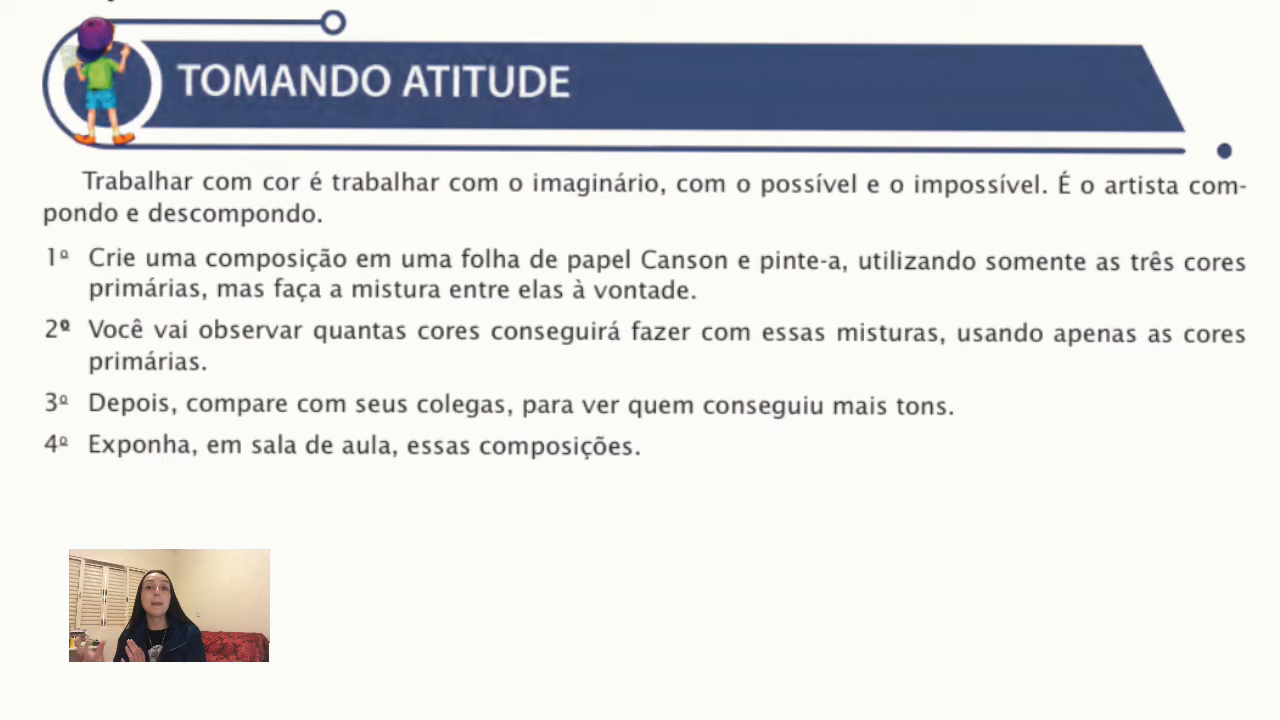 TOMANDO ATITUDE
Trabalhar com cor é trabalhar com o imaginário, com o possível e o impossível. É o artista com-
pondo e descompondo.
1º Crie uma composição em uma folha de papel Canson e pinte-a, utilizando somente as três cores
primárias, mas faça a mistura entre elas à vontade.
2º Você vai observar quantas cores conseguirá fazer com essas misturas, usando apenas as cores
primárias.
3º Depois, compare com seus colegas, para ver quem conseguiu mais tons.
4º Exponha, em sala de aula, essas composições.